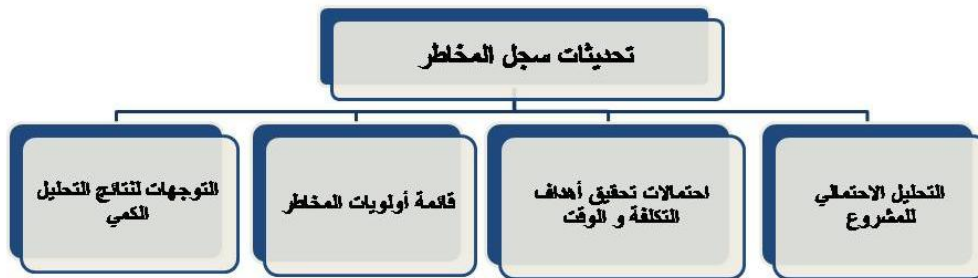 تحديثات سجل المخاطر
التحليل الاحتمالي
للمشروع
احتمالات تحقيق أهداف
التكلفة و الوقت
قائمة أولويات المخاطر
التوجهات لنتائج التحليل
الكمي